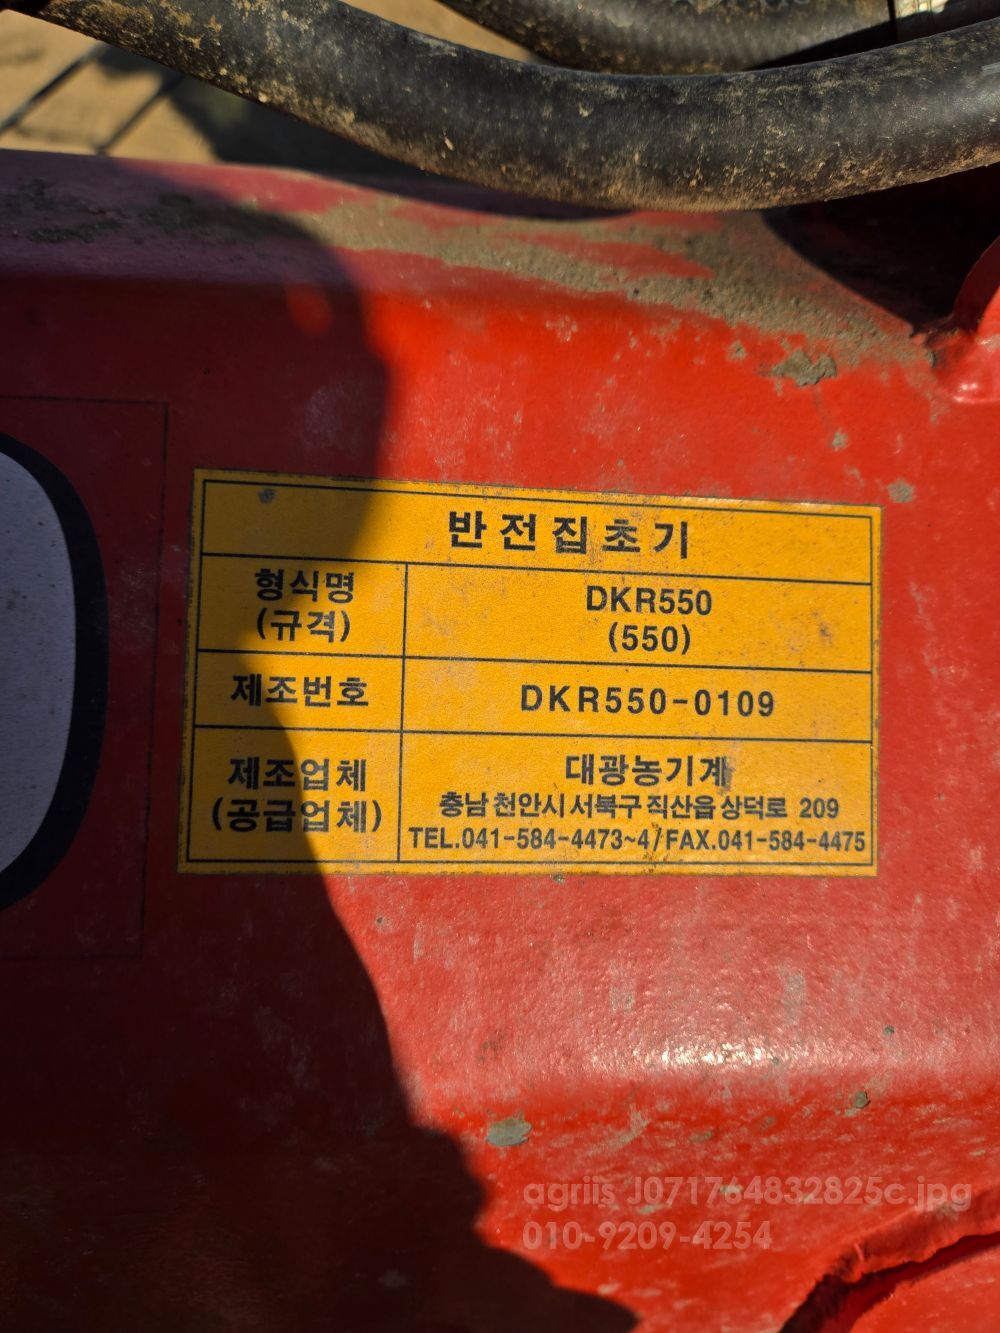 반전집초기
형식명
(규격)
DKR550
(550)
제조번호
DKR550-0109
제조업체
(공급업체)
대광농기계
충남 천안시 서북구 직산읍 상덕로 209
TEL.041-584-4473~4/FAX.041-584-4475
agriis J071764832825c.jpg
010-9209-4254